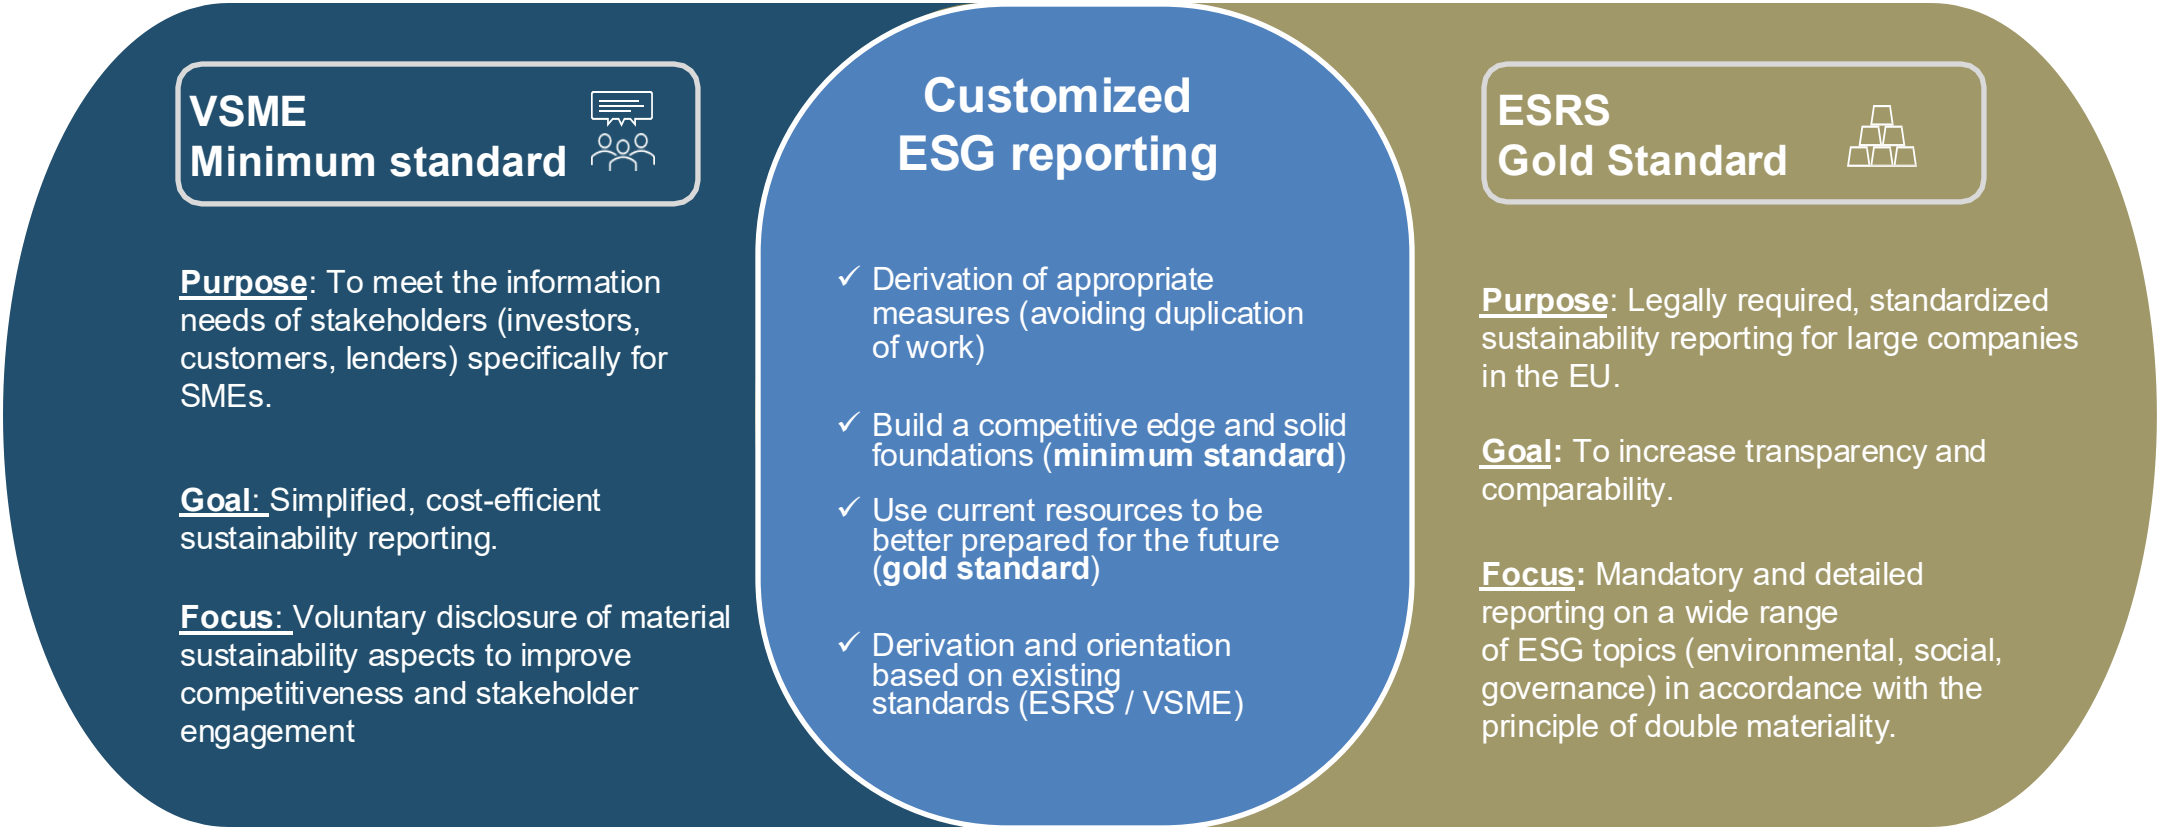 VSME
Minimum standard
Purpose: To meet the information
needs of stakeholders (investors,
customers, lenders) specifically for
SMEs.
Goal: Simplified, cost-efficient
sustainability reporting.
Focus: Voluntary disclosure of material
sustainability aspects to improve
competitiveness and stakeholder
engagement
Customized
ESG reporting
✓ Derivation of appropriate
measures (avoiding duplication
of work)
✓ Build a competitive edge and solid
foundations (minimum standard)
✓ Use current resources to be
better prepared for the future
(gold standard)
✓ Derivation and orientation
based on existing
standards (ESRS / VSME)
ESRS
Gold Standard
Purpose: Legally required, standardized
sustainability reporting for large companies
in the EU.
Goal: To increase transparency and
comparability.
Focus: Mandatory and detailed
reporting on a wide range
of ESG topics (environmental, social,
governance) in accordance with the
principle of double materiality.